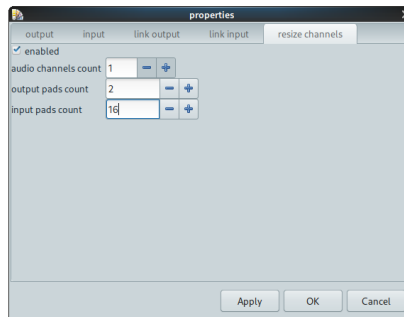 properties
output input link output link input resize channels
enabled
audio channels count 1
output pads count 2
input pads count 16
Apply OK Cancel